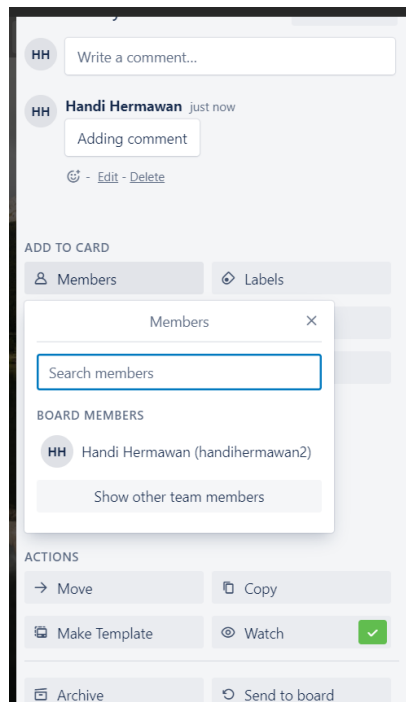 HH Write a comment...
HH Handi Hermawan just now
Adding comment
- Edit - Delete
ADD TO CARD
Members Labels
Members
Search members
BOARD MEMBERS
HH Handi Hermawan (handihermawan2)
Show other team members
ACTIONS
Move Copy
Make Template Watch
Archive Send to board